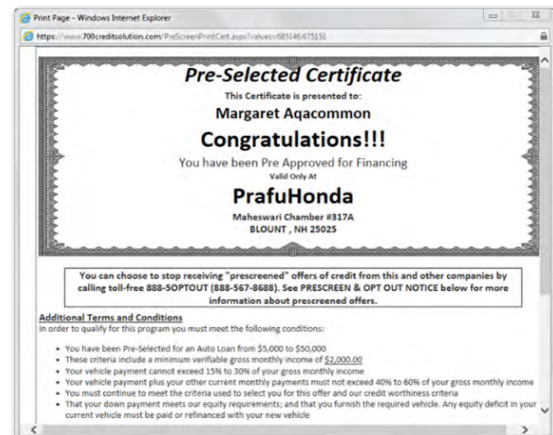 Print Page - Windows Internet Explorer
https://www.700creditsolution.com/PreScreenPrintCert.aspx?values=685146:675151
Pre-Selected Certificate
This Certificate is presented to:
Margaret Aqacommon
Congratulations!!!
You have been Pre Approved for Financing
Valid Only At
PrafuHonda
Maheswari Chamber #317A
BLOUNT , NH 25025
You can choose to stop receiving "prescreened" offers of credit from this and other companies by
calling toll-free 888-5OPTOUT (888-567-8688). See PRESCREEN & OPT OUT NOTICE below for more
information about prescreened offers.
Additional Terms and Conditions
In order to qualify for this program you must meet the following conditions:
• You have been Pre-Selected for an Auto Loan from $5,000 to $50,000
• These criteria include a minimum verifiable gross monthly income of $2,000.00
• Your vehicle payment cannot exceed 15% to 30% of your gross monthly income
• Your vehicle payment plus your other current monthly payments must not exceed 40% to 60% of your gross monthly income
• You must continue to meet the criteria used to select you for this offer and our credit worthiness criteria
• That your down payment meets our equity requirements; and that you furnish the required vehicle. Any equity deficit in your
current vehicle must be paid or refinanced with your new vehicle